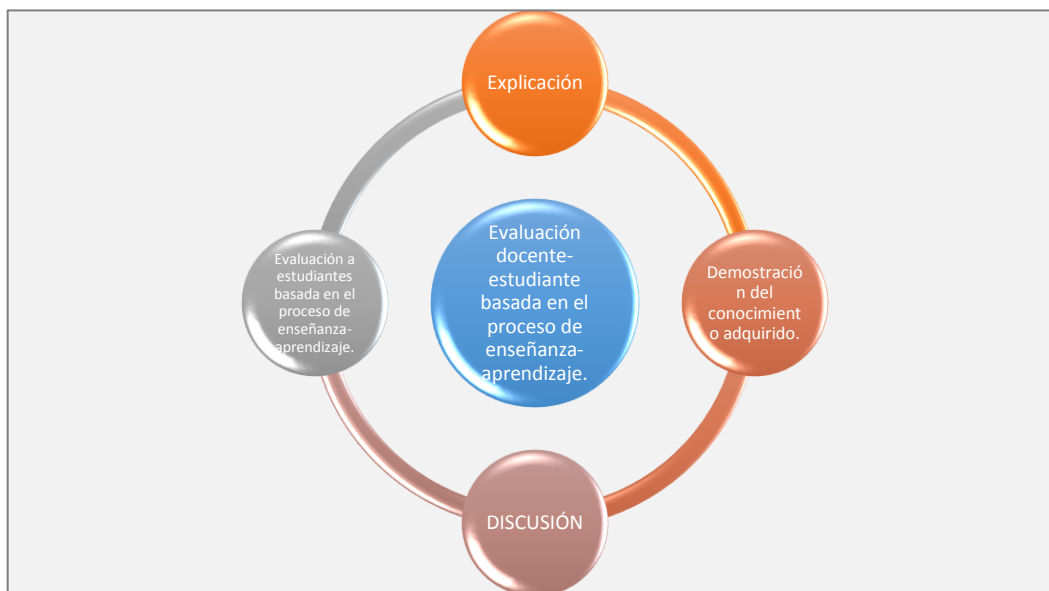 Explicación
Evaluación
docente-
estudiante
basada en el
proceso de
enseñanza-
aprendizaje.
Demostració
n del
conocimient
o adquirido.
DISCUSIÓN
Evaluación a
estudiantes
basada en el
proceso de
enseñanza-
aprendizaje.